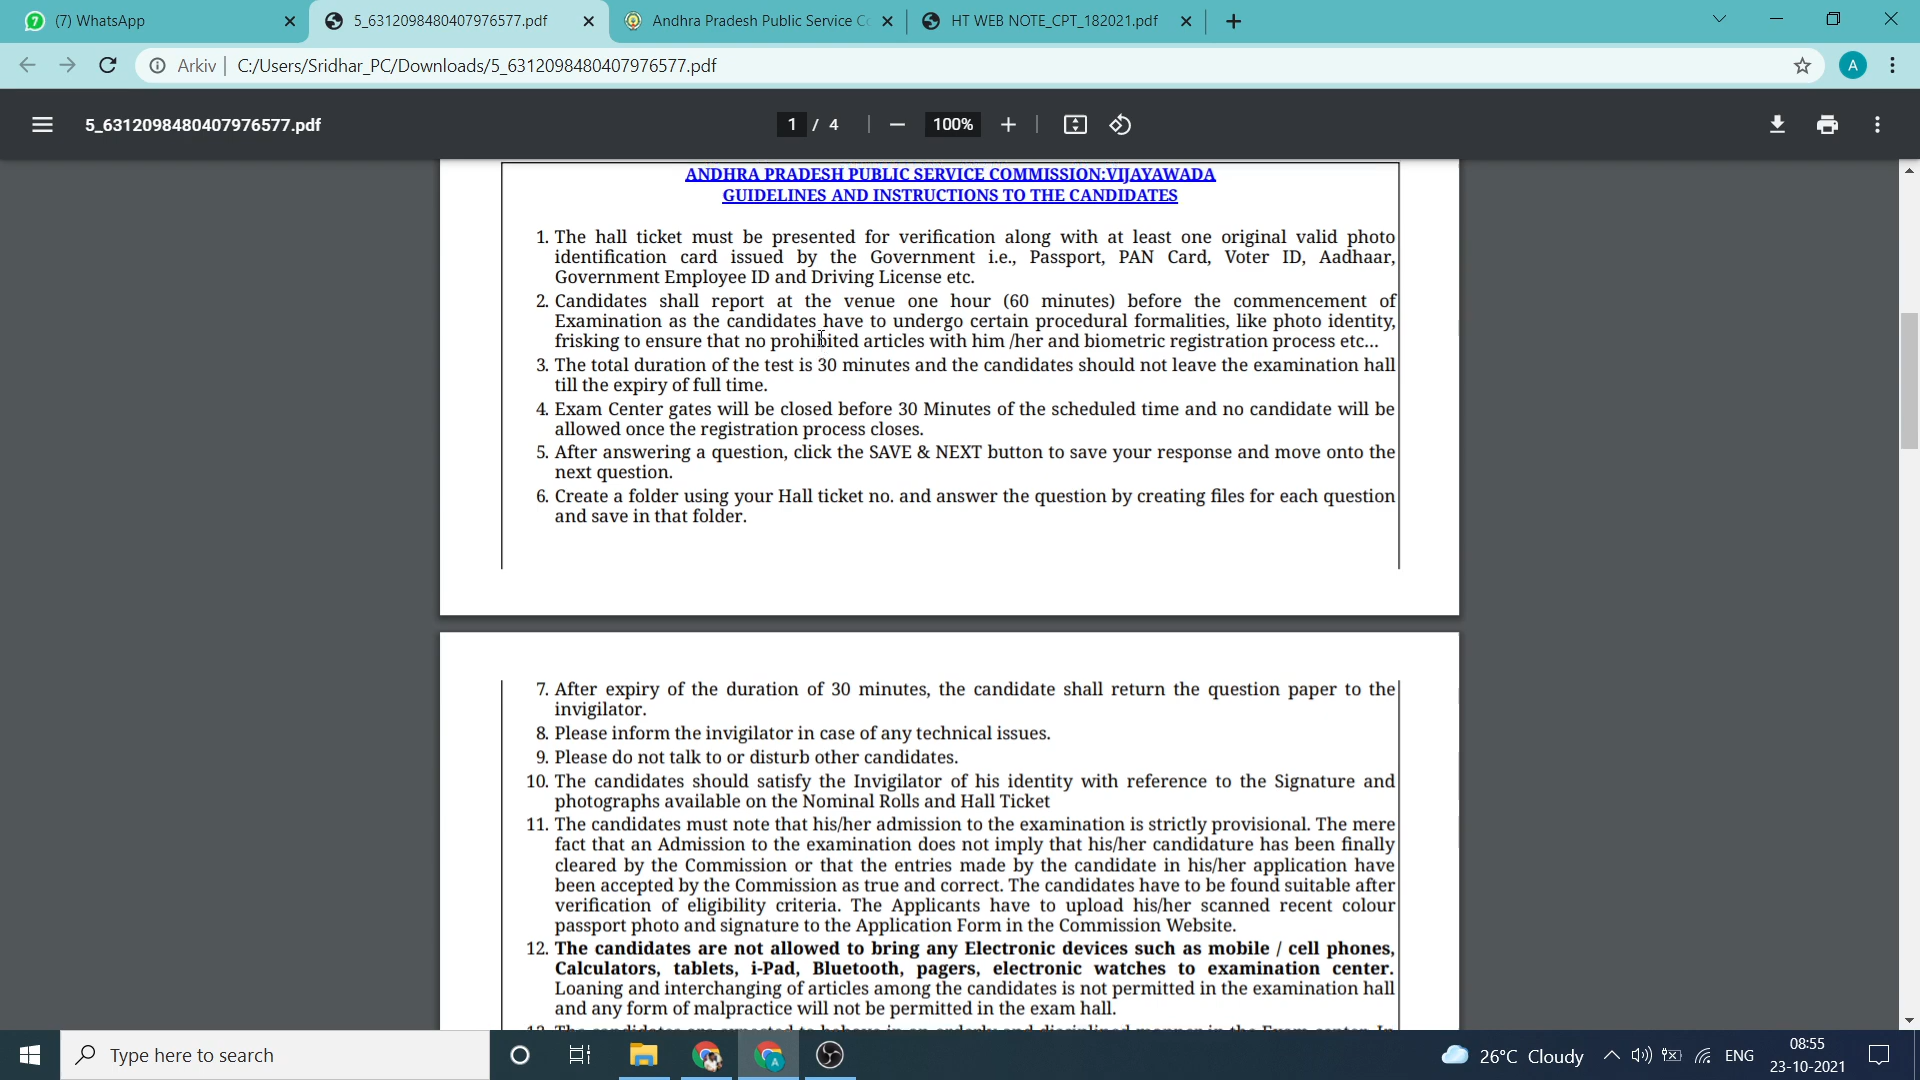 (7) WhatsApp
5_6312098480407976577.pdf
Andhra Pradesh Public Service C
HT WEB NOTE_CPT_182021.pdf
Arkiv
C:/Users/Sridhar_PC/Downloads/5_6312098480407976577.pdf
A
5_6312098480407976577.pdf
1 / 4
100%
ANDHRA PRADESH PUBLIC SERVICE COMMISSION:VIJAYAWADA
GUIDELINES AND INSTRUCTIONS TO THE CANDIDATES
1. The hall ticket must be presented for verification along with at least one original valid photo
identification card issued by the Government i.e., Passport, PAN Card, Voter ID, Aadhaar,
Government Employee ID and Driving License etc.
2. Candidates shall report at the venue one hour (60 minutes) before the commencement of
Examination as the candidates have to undergo certain procedural formalities, like photo identity,
frisking to ensure that no prohibited articles with him /her and biometric registration process etc...
3. The total duration of the test is 30 minutes and the candidates should not leave the examination hall
till the expiry of full time.
4. Exam Center gates will be closed before 30 Minutes of the scheduled time and no candidate will be
allowed once the registration process closes.
5. After answering a question, click the SAVE & NEXT button to save your response and move onto the
next question.
6. Create a folder using your Hall ticket no. and answer the question by creating files for each question
and save in that folder.
7. After expiry of the duration of 30 minutes, the candidate shall return the question paper to the
invigilator.
8. Please inform the invigilator in case of any technical issues.
9. Please do not talk to or disturb other candidates.
10. The candidates should satisfy the Invigilator of his identity with reference to the Signature and
photographs available on the Nominal Rolls and Hall Ticket
11. The candidates must note that his/her admission to the examination is strictly provisional. The mere
fact that an Admission to the examination does not imply that his/her candidature has been finally
cleared by the Commission or that the entries made by the candidate in his/her application have
been accepted by the Commission as true and correct. The candidates have to be found suitable after
verification of eligibility criteria. The Applicants have to upload his/her scanned recent colour
passport photo and signature to the Application Form in the Commission Website.
12. The candidates are not allowed to bring any Electronic devices such as mobile / cell phones,
Calculators, tablets, i-Pad, Bluetooth, pagers, electronic watches to examination center.
Loaning and interchanging of articles among the candidates is not permitted in the examination hall
and any form of malpractice will not be permitted in the exam hall.
Type here to search
26°C Cloudy
ENG
08:55
23-10-2021